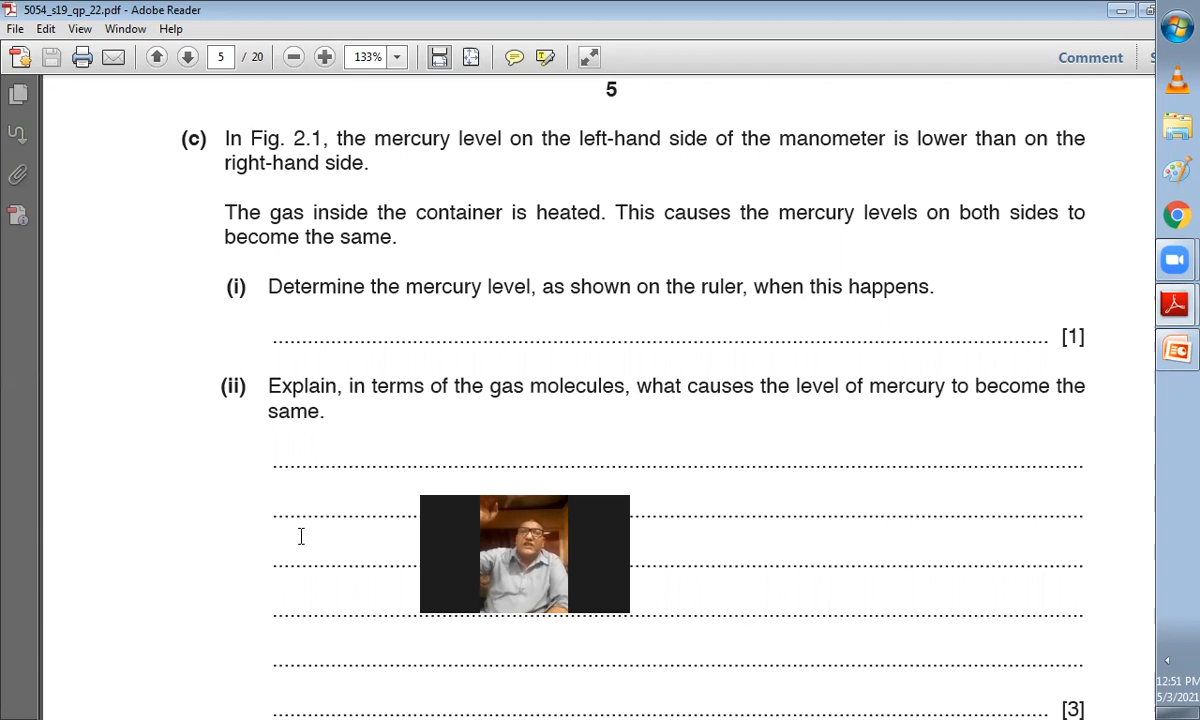 5054_s19_qp_22.pdf - Adobe Reader
File Edit View Window Help
5 / 20 133% Comment
5
(c) In Fig. 2.1, the mercury level on the left-hand side of the manometer is lower than on the
right-hand side.
The gas inside the container is heated. This causes the mercury levels on both sides to
become the same.
(i) Determine the mercury level, as shown on the ruler, when this happens.
[1]
(ii) Explain, in terms of the gas molecules, what causes the level of mercury to become the
same.
[3]
12:51 PM
5/3/2021